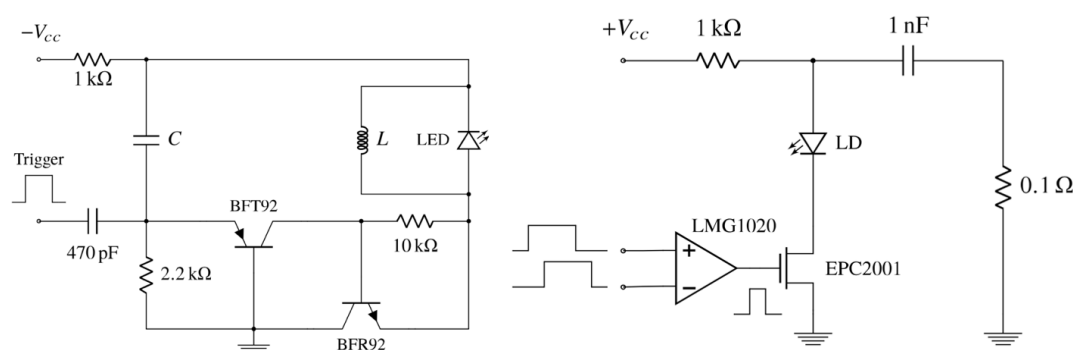 −Vcc
1 kΩ
C
L
LED
Trigger
BFT92
470 pF
10 kΩ
2.2 kΩ
BFR92
+Vcc
1 kΩ
1 nF
LD
0.1 Ω
LMG1020
+
−
EPC2001